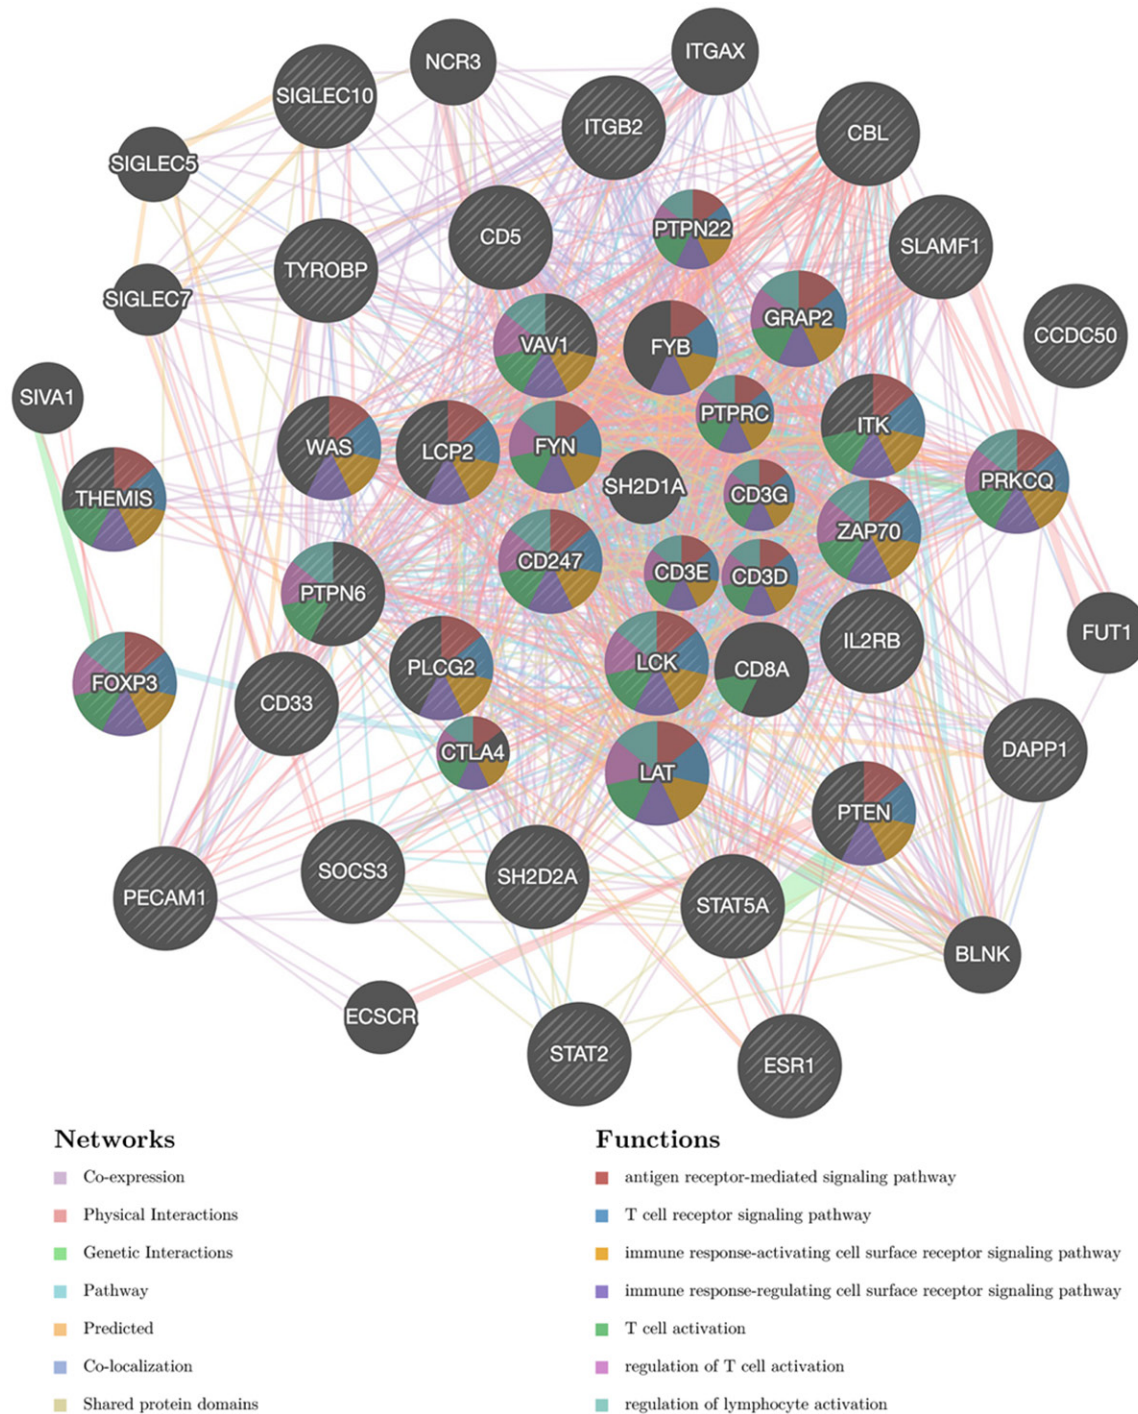 ITGAX
NCR3
SIGLEC10
ITGB2
CBL
SIGLEC5
PTPN22
CD5
SLAMF1
TYROBP
SIGLEC7
GRAP2
CCDC50
VAV1
FYB
SIVA1
PTPRC
ITK
WAS
LCP2
FYN
PRKCQ
SH2D1A
THEMIS
CD3G
ZAP70
CD247
CD3E
CD3D
PTPN6
FUT1
IL2RB
LCK
PLCG2
CD8A
FOXP3
CD33
DAPP1
CTLA4
LAT
PTEN
SOCS3
SH2D2A
PECAM1
STAT5A
BLNK
ECSCR
STAT2
ESR1
Networks
Co-expression
Physical Interactions
Genetic Interactions
Pathway
Predicted
Co-localization
Shared protein domains
Functions
antigen receptor-mediated signaling pathway
T cell receptor signaling pathway
immune response-activating cell surface receptor signaling pathway
immune response-regulating cell surface receptor signaling pathway
T cell activation
regulation of T cell activation
regulation of lymphocyte activation